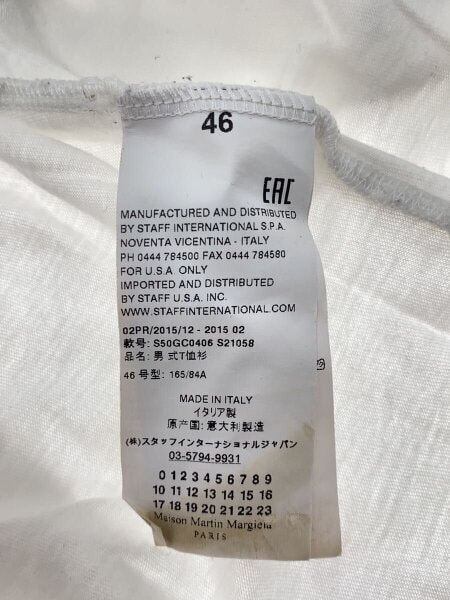 46
EAC
MANUFACTURED AND DISTRIBUTED
BY STAFF INTERNATIONAL S.P.A.
NOVENTA VICENTINA - ITALY
PH 0444 784500 FAX 0444 784580
FOR U.S.A. ONLY
IMPORTED AND DISTRIBUTED
BY STAFF U.S.A. INC.
WWW.STAFFINTERNATIONAL.COM
02PR/2015/12 - 2015 02
款号: S50GC0406 S21058
品名: 男 式T恤衫
46 号型: 165/84A
MADE IN ITALY
イタリア製
原产国: 意大利製造
(株)スタッフインターナショナルジャパン
03-5794-9931
0 1 2 3 4 5 6 7 8 9
10 11 12 13 14 15 16
17 18 19 20 21 22 23
Maison Martin Margiela
PARIS